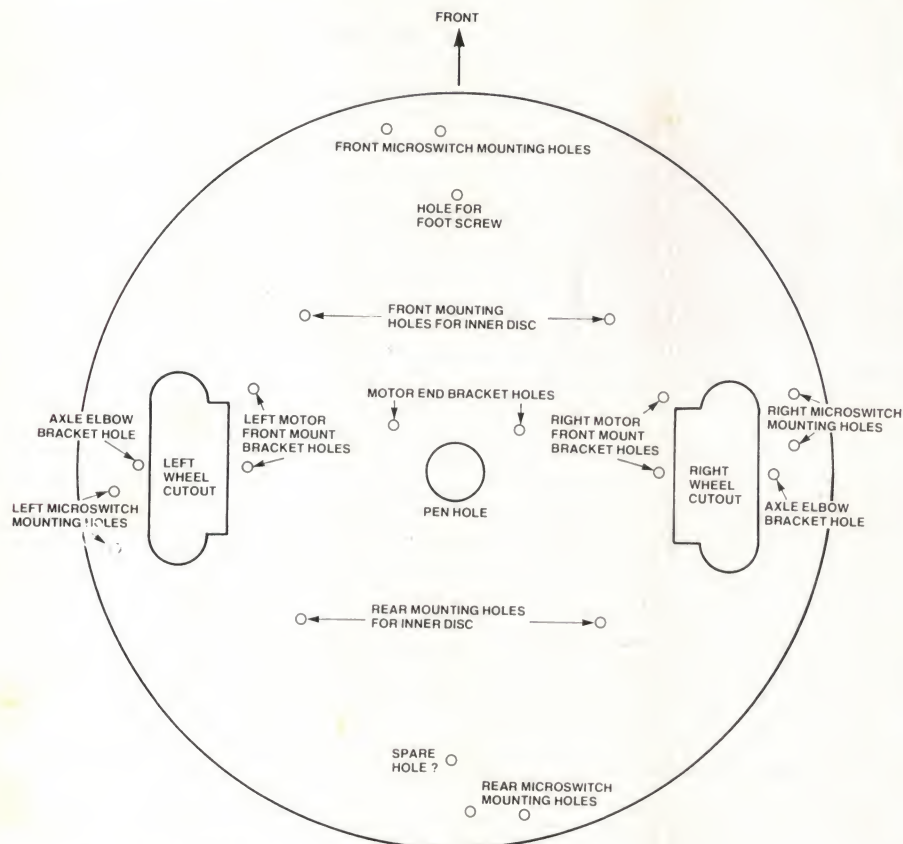 FRONT
FRONT MICROSWITCH MOUNTING HOLES
HOLE FOR
FOOT SCREW
FRONT MOUNTING
HOLES FOR INNER DISC
MOTOR END BRACKET HOLES
AXLE ELBOW
BRACKET HOLE
LEFT MOTOR
FRONT MOUNT
BRACKET HOLES
RIGHT MOTOR
FRONT MOUNT
BRACKET HOLES
RIGHT MICROSWITCH
MOUNTING HOLES
LEFT
WHEEL
CUTOUT
RIGHT
WHEEL
CUTOUT
LEFT MICROSWITCH
MOUNTING HOLES
PEN HOLE
AXLE ELBOW
BRACKET HOLE
REAR MOUNTING HOLES
FOR INNER DISC
SPARE
HOLE ?
REAR MICROSWITCH
MOUNTING HOLES